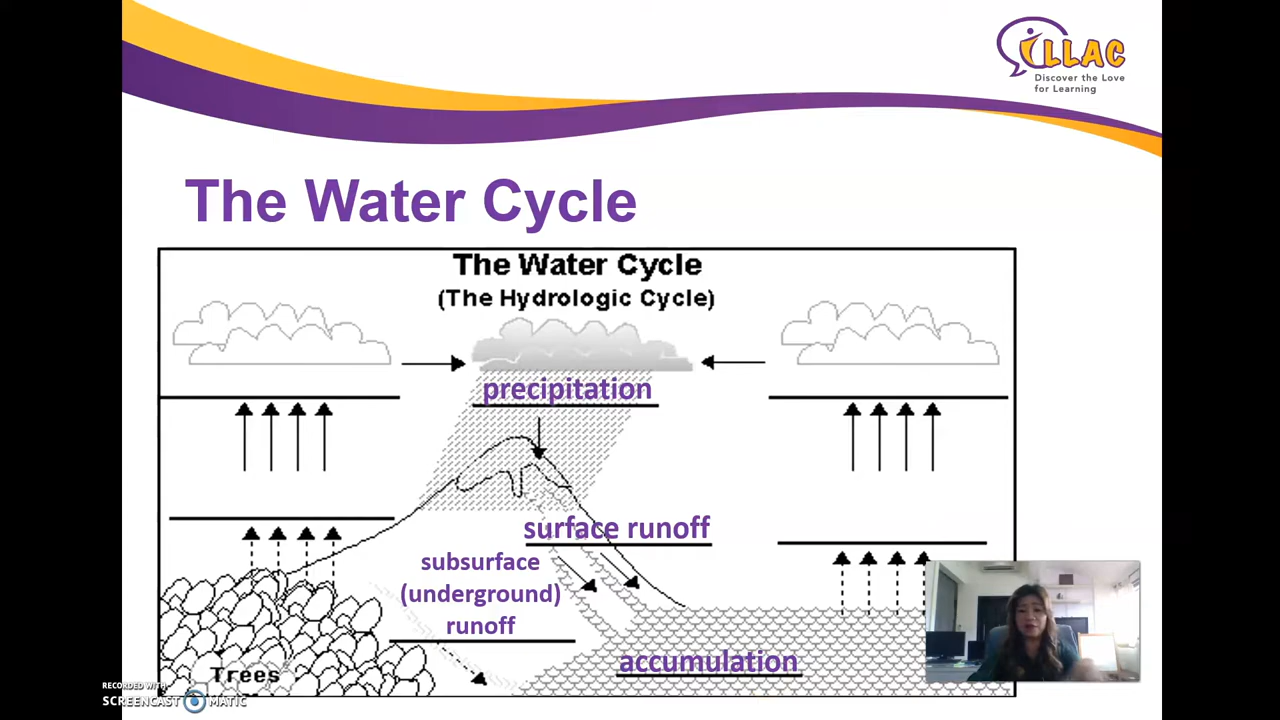 iLLAC
Discover the Love
for Learning
The Water Cycle
The Water Cycle
(The Hydrologic Cycle)
precipitation
surface runoff
subsurface
(underground)
runoff
accumulation
Trees
RECORDED WITH
SCREENCAST MATIC